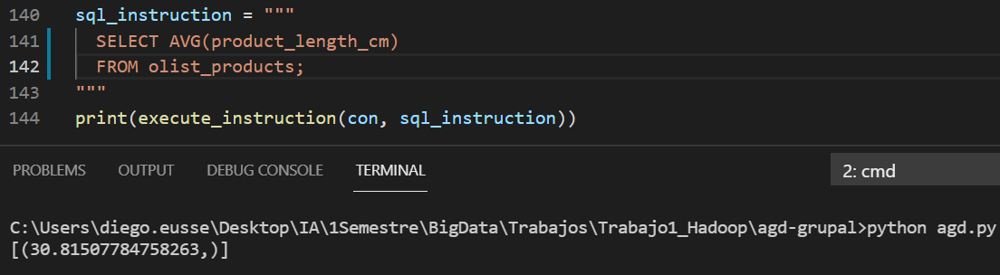 140 sql_instruction = """
141 SELECT AVG(product_length_cm)
142 FROM olist_products;
143 """
144 print(execute_instruction(con, sql_instruction))
PROBLEMS OUTPUT DEBUG CONSOLE TERMINAL 2: cmd
C:\Users\diego.eusse\Desktop\IA\1Semestre\BigData\Trabajos\Trabajo1_Hadoop\agd-grupal>python agd.py
[(30.81507784758263,)]